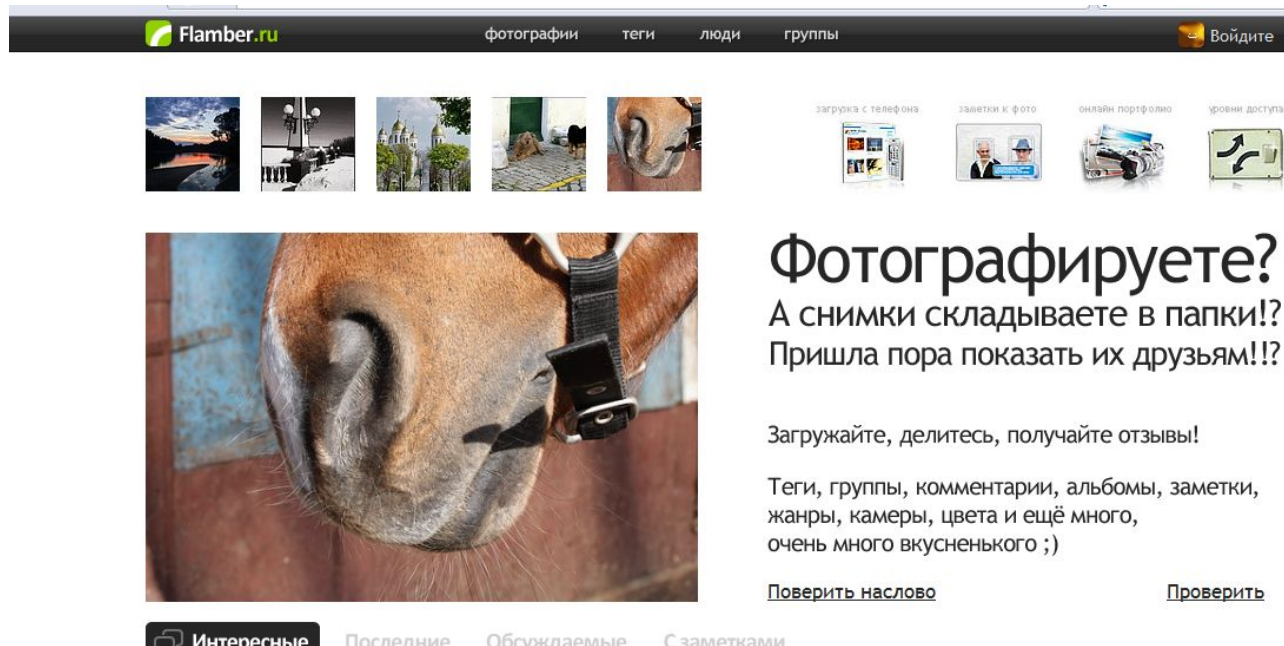 Flamber.ru
фотографии теги люди группы
Войдите
загрузка с телефона заметки к фото онлайн портфолио уровни доступа
Фотографируете?
А снимки складываете в папки!?
Пришла пора показать их друзьям!!?
Загружайте, делитесь, получайте отзывы!
Теги, группы, комментарии, альбомы, заметки,
жанры, камеры, цвета и ещё много,
очень много вкусненького ;)
Поверить наслово Проверить
Интересные Последние Обсуждаемые С заметками